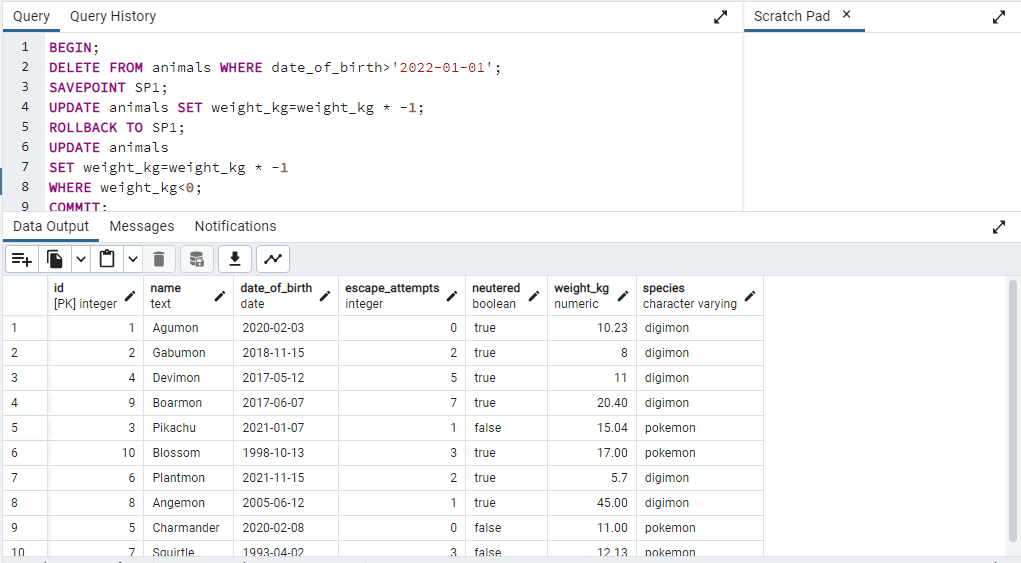 Query Query History Scratch Pad ×
1 BEGIN;
2 DELETE FROM animals WHERE date_of_birth>'2022-01-01';
3 SAVEPOINT SP1;
4 UPDATE animals SET weight_kg=weight_kg * -1;
5 ROLLBACK TO SP1;
6 UPDATE animals
7 SET weight_kg=weight_kg * -1
8 WHERE weight_kg<0;
9 COMMIT;
Data Output Messages Notifications
id name date_of_birth escape_attempts neutered weight_kg species
[PK] integer text date integer boolean numeric character varying
1 1 Agumon 2020-02-03 0 true 10.23 digimon
2 2 Gabumon 2018-11-15 2 true 8 digimon
3 4 Devimon 2017-05-12 5 true 11 digimon
4 9 Boarmon 2017-06-07 7 true 20.40 digimon
5 3 Pikachu 2021-01-07 1 false 15.04 pokemon
6 10 Blossom 1998-10-13 3 true 17.00 pokemon
7 6 Plantmon 2021-11-15 2 true 5.7 digimon
8 8 Angemon 2005-06-12 1 true 45.00 digimon
9 5 Charmander 2020-02-08 0 false 11.00 pokemon
10 7 Squirtle 1993-04-02 3 false 12.13 pokemon